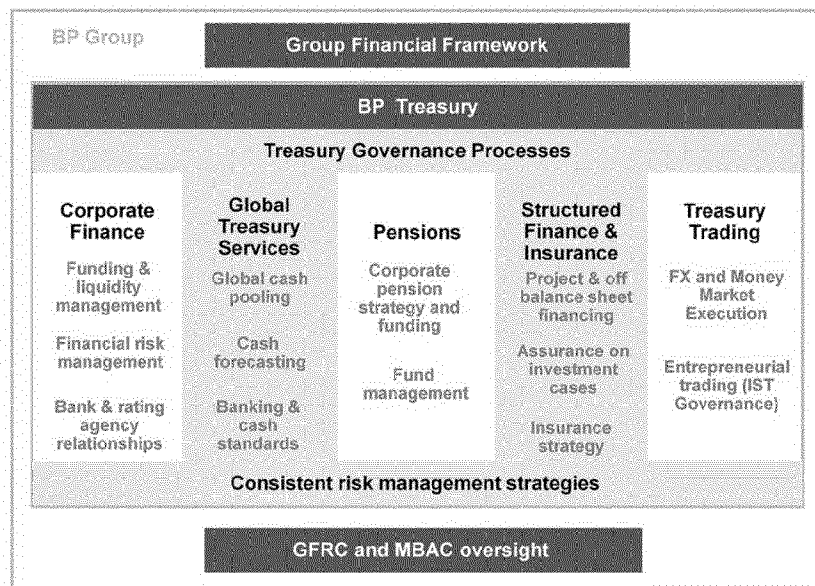 BP Group
Group Financial Framework
BP Treasury
Treasury Governance Processes
Corporate
Finance
Funding &
liquidity
management
Financial risk
management
Bank & rating
agency
relationships
Global
Treasury
Services
Global cash
pooling
Cash
forecasting
Banking &
cash
standards
Pensions
Corporate
pension
strategy and
funding
Fund
management
Structured
Finance &
Insurance
Project & off
balance sheet
financing
Assurance on
investment
cases
Insurance
strategy
Treasury
Trading
FX and Money
Market
Execution
Entrepreneurial
trading (IST
Governance)
Consistent risk management strategies
GFRC and MBAC oversight